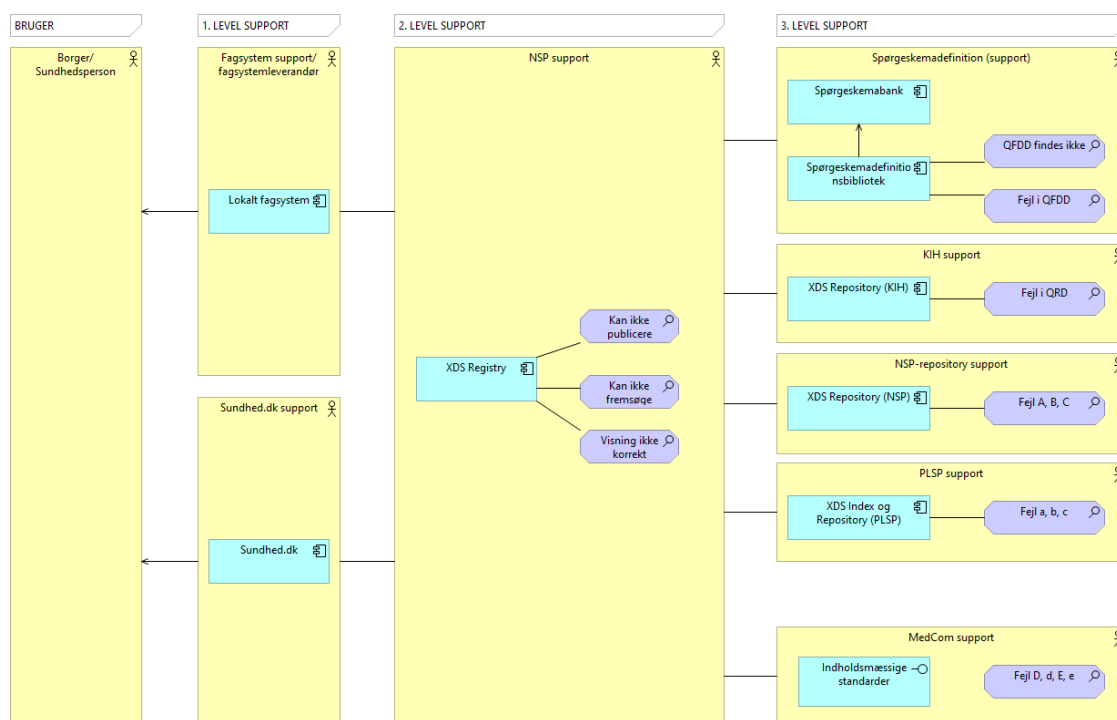 BRUGER
1. LEVEL SUPPORT
2. LEVEL SUPPORT
3. LEVEL SUPPORT
Borger/
Sundhedsperson
Fagsystem support/
fagsystemleverandør
Lokalt fagsystem
Sundhed.dk support
Sundhed.dk
NSP support
XDS Registry
Kan ikke
publicere
Kan ikke
fremsøge
Visning ikke
korrekt
Spørgeskemadefinition (support)
Spørgeskemabank
Spørgeskemadefinitio
nsbibliotek
QFDD findes ikke
Fejl i QFDD
KIH support
XDS Repository (KIH)
Fejl i QRD
NSP-repository support
XDS Repository (NSP)
Fejl A, B, C
PLSP support
XDS Index og
Repository (PLSP)
Fejl a, b, c
MedCom support
Indholdsmæssige
standarder
Fejl D, d, E, e